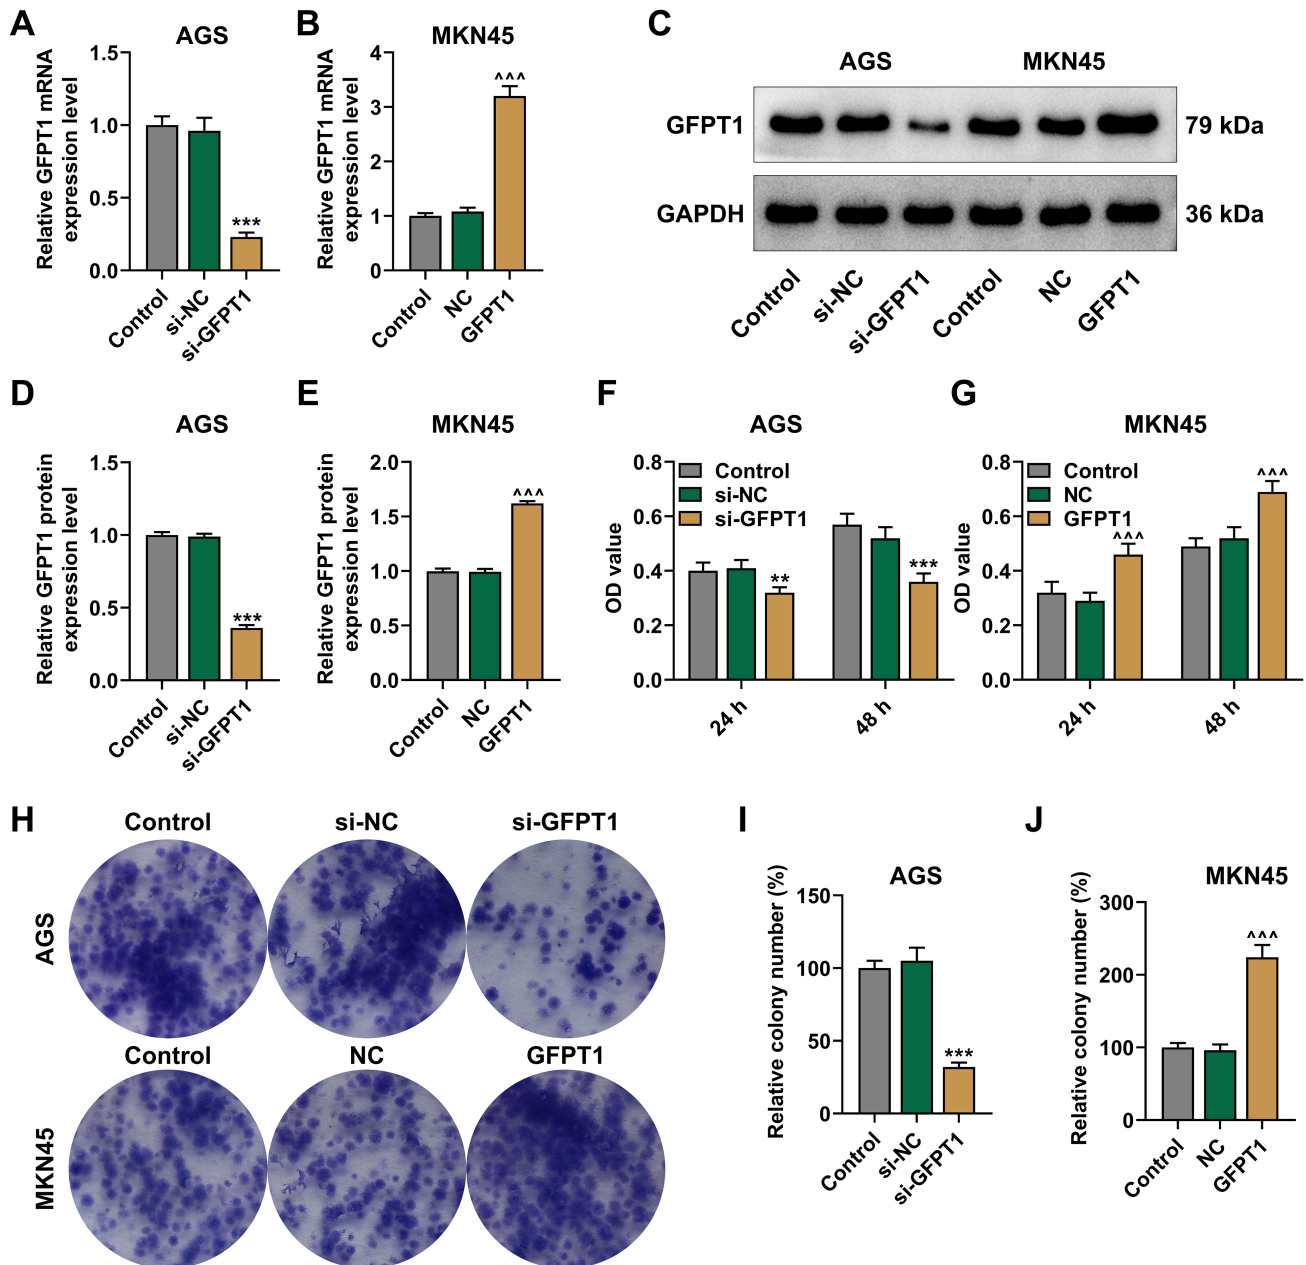 A
AGS
Relative GFPT1 mRNA
expression level
1.5
1.0
0.5
0.0
***
Control
si-NC
si-GFPT1
B
MKN45
Relative GFPT1 mRNA
expression level
4
3
2
1
0
^^^
Control
NC
GFPT1
C
AGS
MKN45
GFPT1
79 kDa
GAPDH
36 kDa
Control
si-NC
si-GFPT1
Control
NC
GFPT1
D
AGS
Relative GFPT1 protein
expression level
1.5
1.0
0.5
0.0
***
Control
si-NC
si-GFPT1
E
MKN45
Relative GFPT1 protein
expression level
2.0
1.5
1.0
0.5
0.0
^^^
Control
NC
GFPT1
F
AGS
OD value
0.8
0.6
0.4
0.2
0.0
Control
si-NC
si-GFPT1
**
***
24 h
48 h
G
MKN45
OD value
0.8
0.6
0.4
0.2
0.0
Control
NC
GFPT1
^^^
^^^
24 h
48 h
H
Control
si-NC
si-GFPT1
AGS
Control
NC
GFPT1
MKN45
I
AGS
Relative colony number (%)
150
100
50
0
***
Control
si-NC
si-GFPT1
J
MKN45
Relative colony number (%)
300
200
100
0
^^^
Control
NC
GFPT1